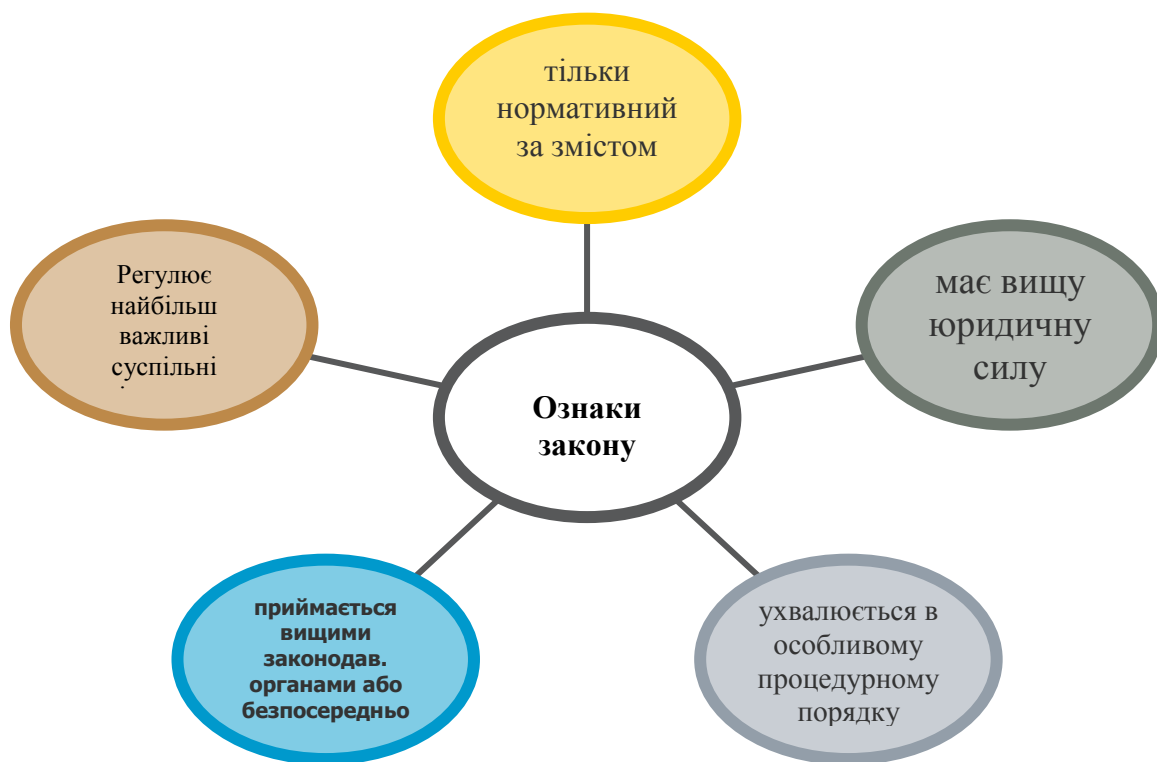 тільки
нормативний
за змістом
Регулює
найбільш
важливі
суспільні
має вищу
юридичну
силу
Ознаки
закону
приймається
вищими
законодав.
органами або
безпосередньо
ухвалюється в
особливому
процедурному
порядку